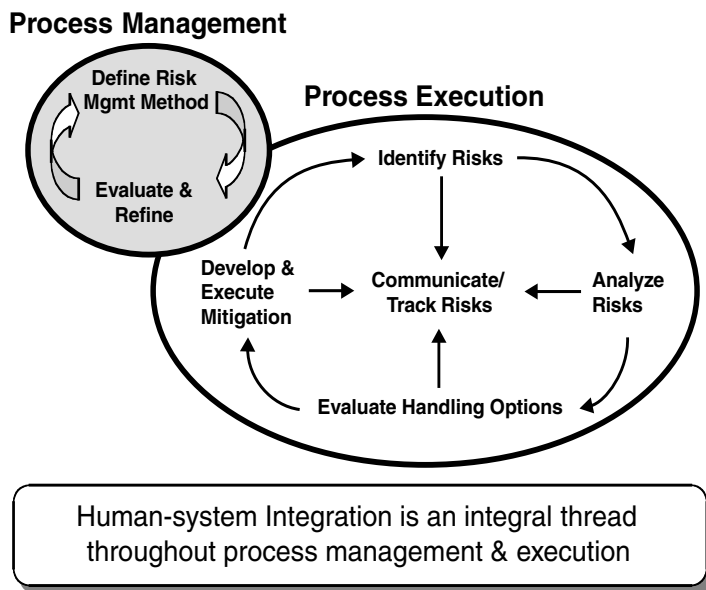 Process Management
Define Risk
Mgmt Method
Evaluate &
Refine
Process Execution
Identify Risks
Develop &
Execute
Mitigation
Communicate/
Track Risks
Analyze
Risks
Evaluate Handling Options
Human-system Integration is an integral thread
throughout process management & execution